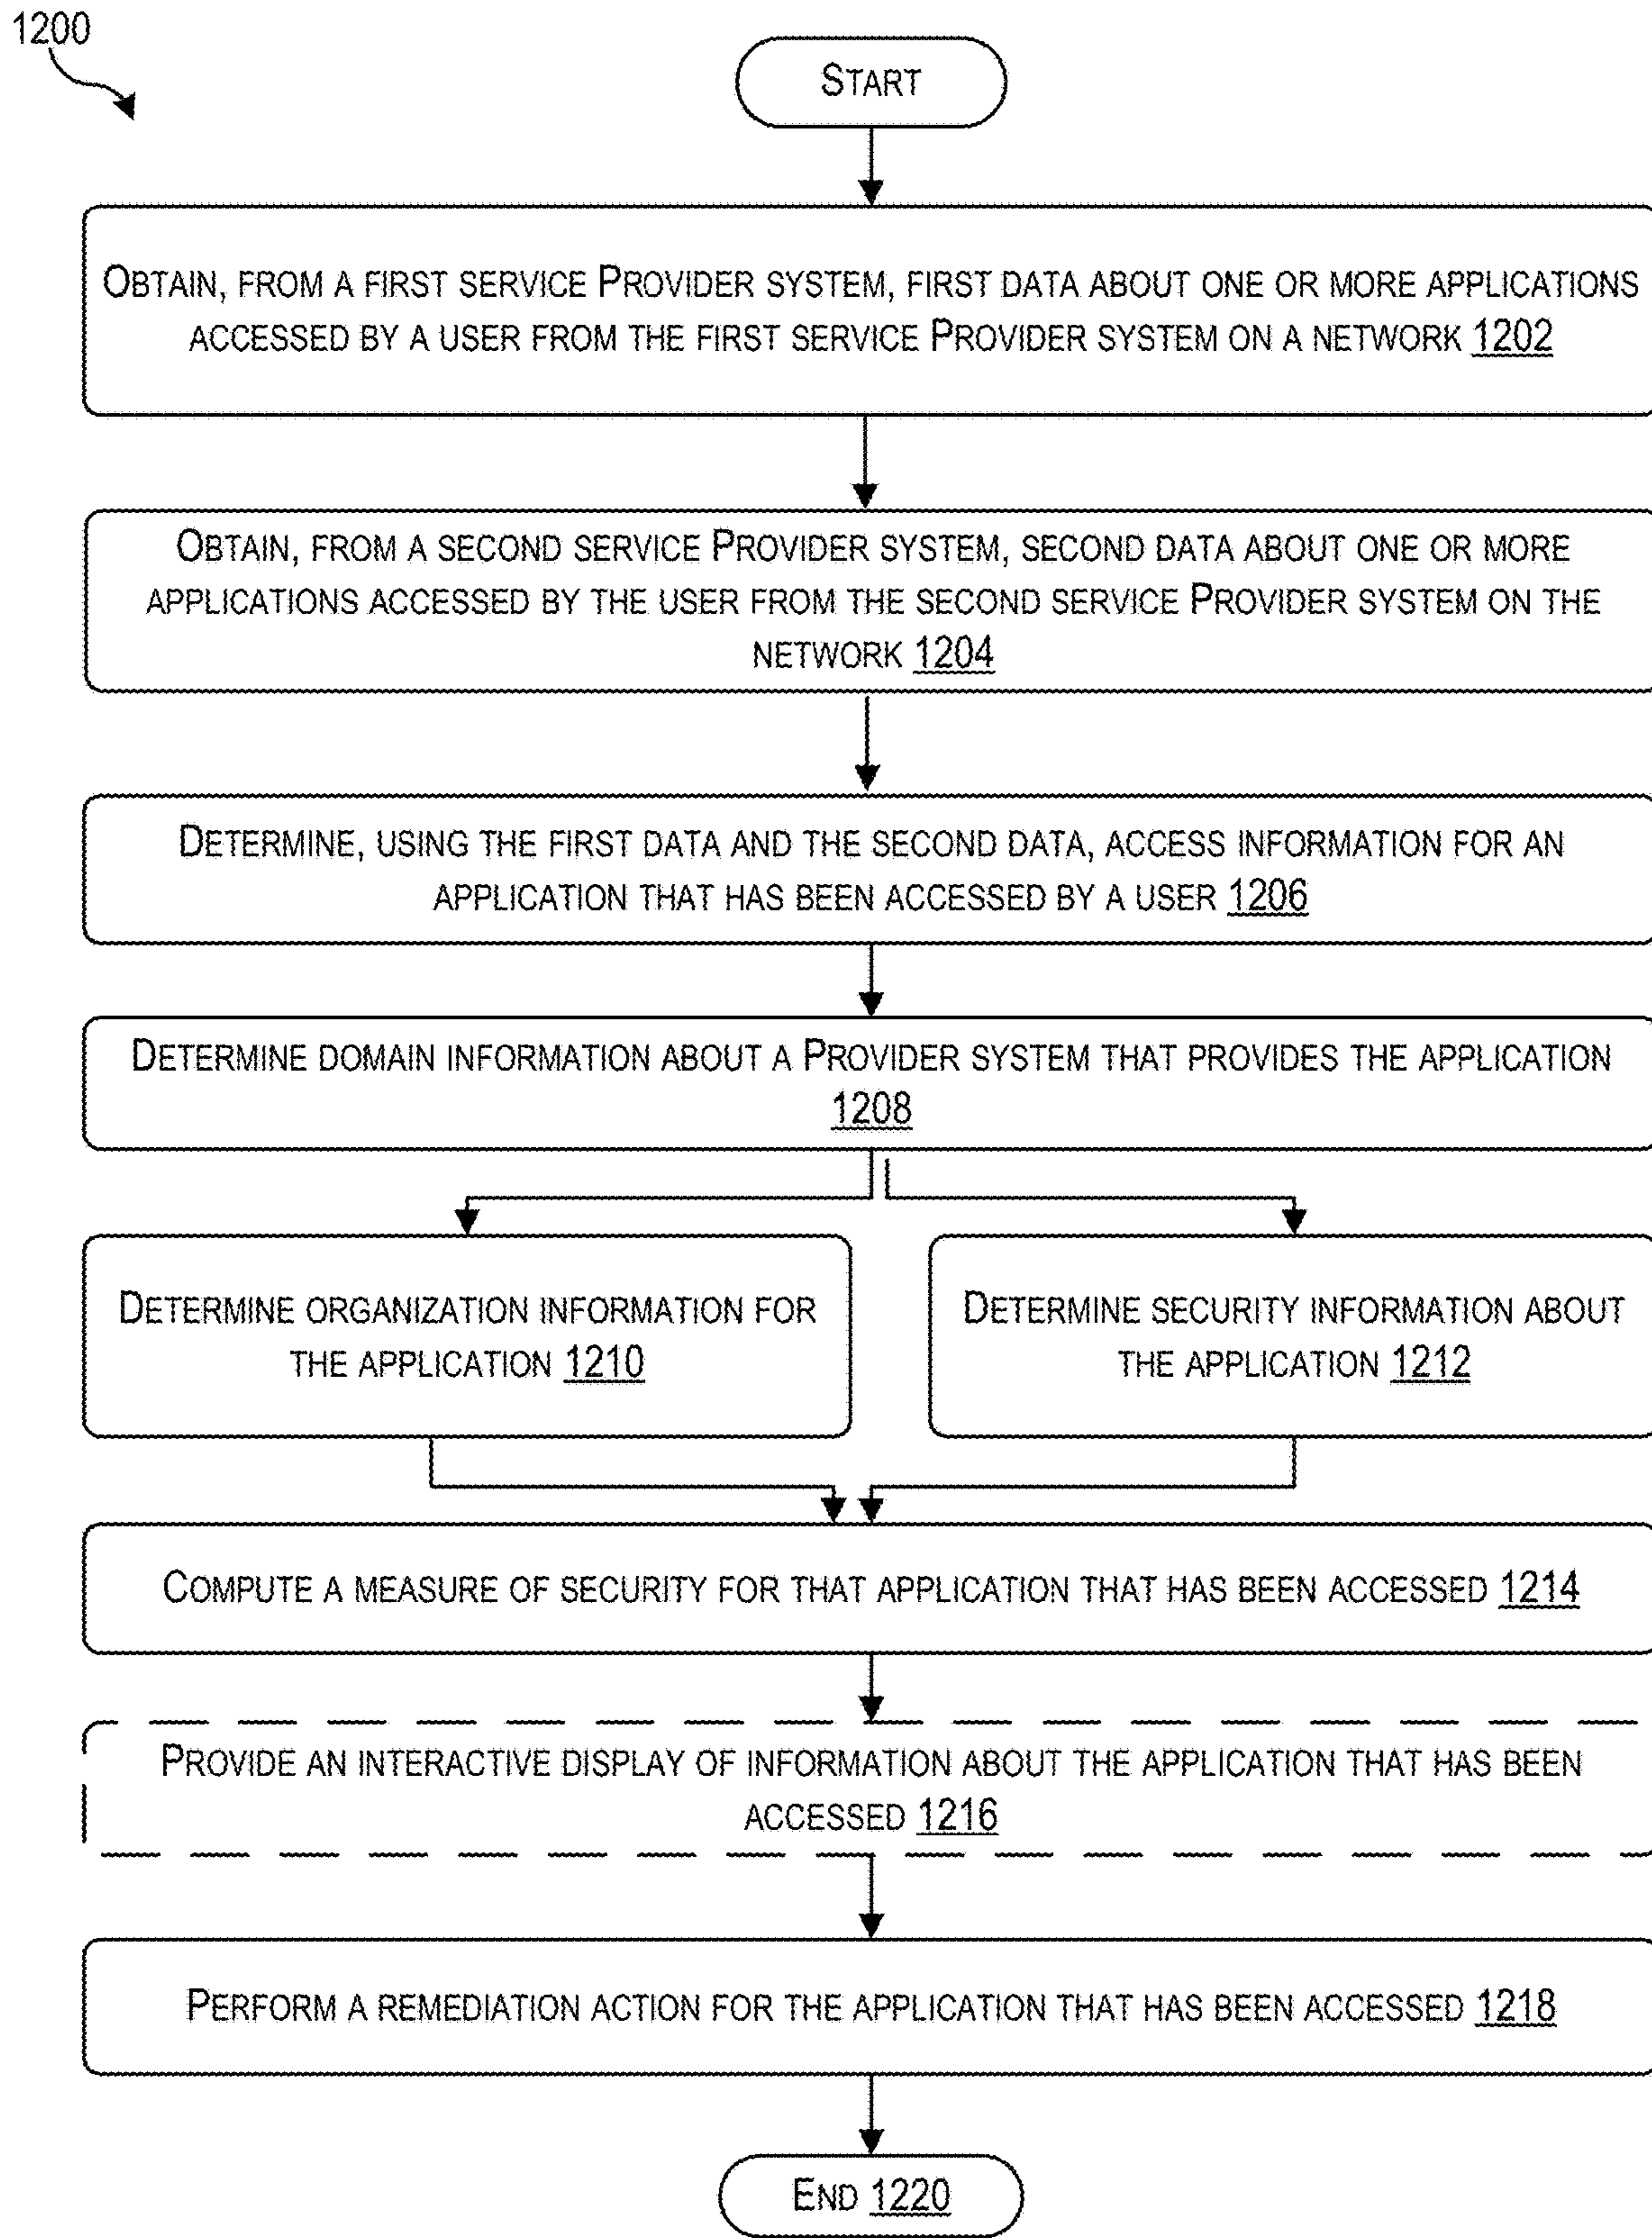 1200
START
OBTAIN, FROM A FIRST SERVICE PROVIDER SYSTEM, FIRST DATA ABOUT ONE OR MORE APPLICATIONS
ACCESSED BY A USER FROM THE FIRST SERVICE PROVIDER SYSTEM ON A NETWORK 1202
OBTAIN, FROM A SECOND SERVICE PROVIDER SYSTEM, SECOND DATA ABOUT ONE OR MORE
APPLICATIONS ACCESSED BY THE USER FROM THE SECOND SERVICE PROVIDER SYSTEM ON THE
NETWORK 1204
DETERMINE, USING THE FIRST DATA AND THE SECOND DATA, ACCESS INFORMATION FOR AN
APPLICATION THAT HAS BEEN ACCESSED BY A USER 1206
DETERMINE DOMAIN INFORMATION ABOUT A PROVIDER SYSTEM THAT PROVIDES THE APPLICATION
1208
DETERMINE ORGANIZATION INFORMATION FOR
THE APPLICATION 1210
DETERMINE SECURITY INFORMATION ABOUT
THE APPLICATION 1212
COMPUTE A MEASURE OF SECURITY FOR THAT APPLICATION THAT HAS BEEN ACCESSED 1214
PROVIDE AN INTERACTIVE DISPLAY OF INFORMATION ABOUT THE APPLICATION THAT HAS BEEN
ACCESSED 1216
PERFORM A REMEDIATION ACTION FOR THE APPLICATION THAT HAS BEEN ACCESSED 1218
END 1220